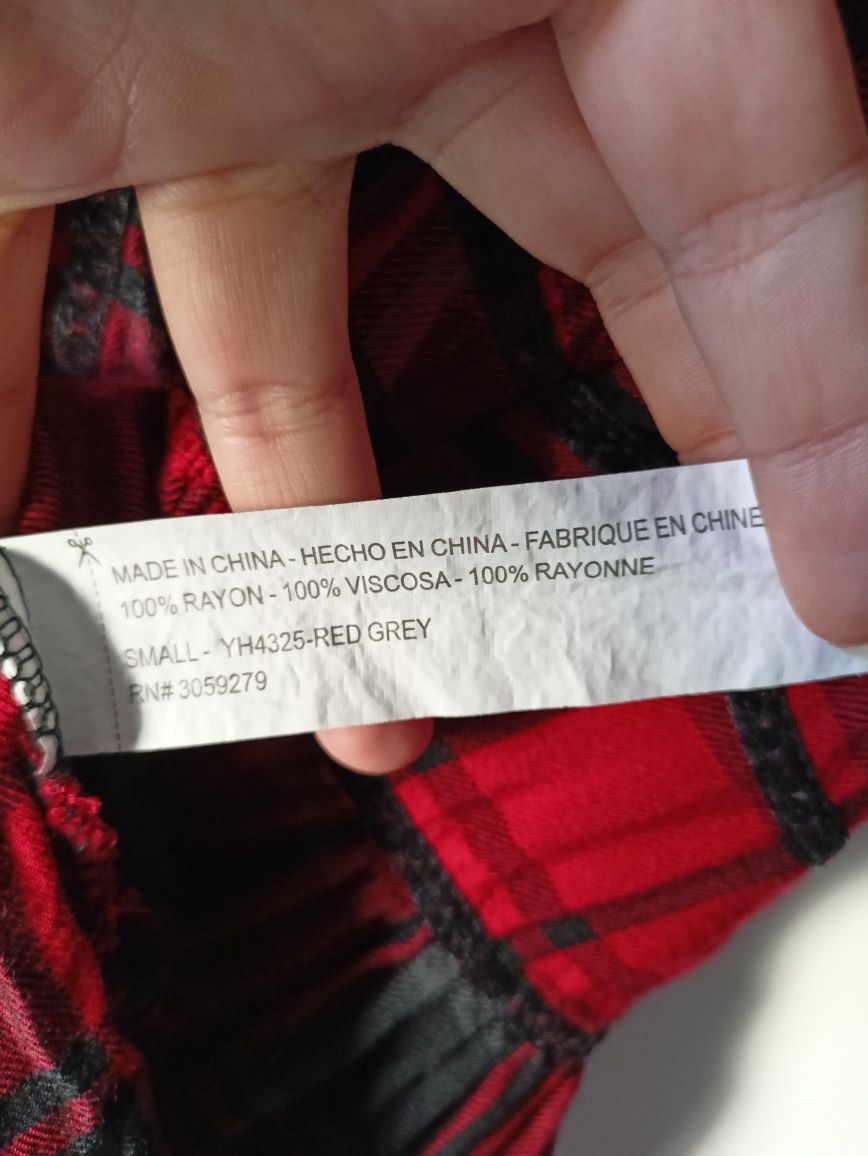 MADE IN CHINA - HECHO EN CHINA - FABRIQUE EN CHINE
100% RAYON - 100% VISCOSA - 100% RAYONNE
SMALL - YH4325-RED GREY
RN# 3059279